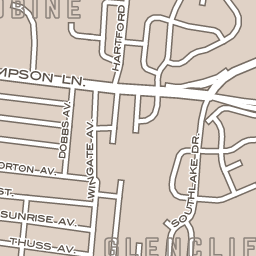 UBINE
HARTFORD
MPSON LN.
DOBBS AV.
WINGATE AV.
SOUTHLAKE DR.
ORTON AV.
ST.
SUNRISE AV.
THUSS AV.
GLENCLIF